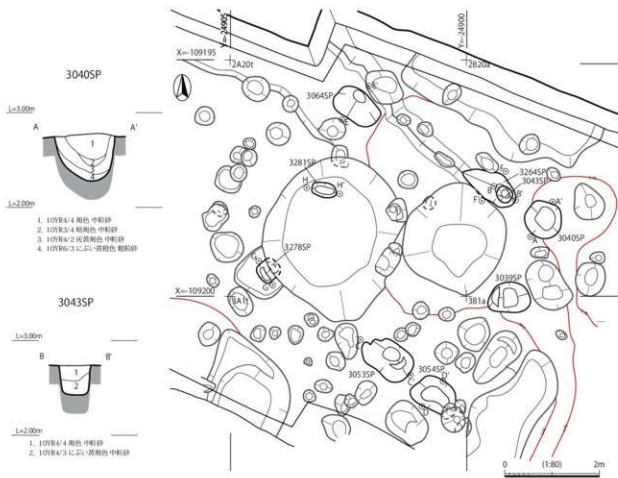 3040SP
L=3.00m
A A'
1
2
3
4
L=2.00m
1. 10YR4/4 褐色 中粒砂
2. 10YR3/4 暗褐色 中粒砂
3. 10YR4/2 灰黄褐色 中粒砂
4. 10YR6/3 にぶい黄橙色 粗粒砂
3043SP
L=3.00m
B B'
1
2
L=2.00m
1. 10YR4/4 褐色 中粒砂
2. 10YR4/3 にぶい黄褐色 中粒砂
Y=-24905
Y=-24900
X=-109195
2A20t
2B20a
3064SP
E E'
3281SP
H H'
3264SP
3043SP
F
B B'
F'
A'
3040SP
A
3278SP
G
G'
3039SP
X=-109200
3A1t
3B1a
C
3053SP
C'
3054SP
D'
D
0 (1:80) 2m